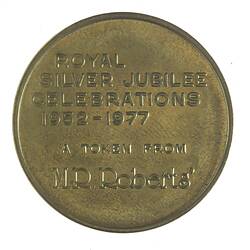 ROYAL
SILVER JUBILEE
CELEBRATIONS
1952-1977
A TOKEN FROM
M.R. Roberts'